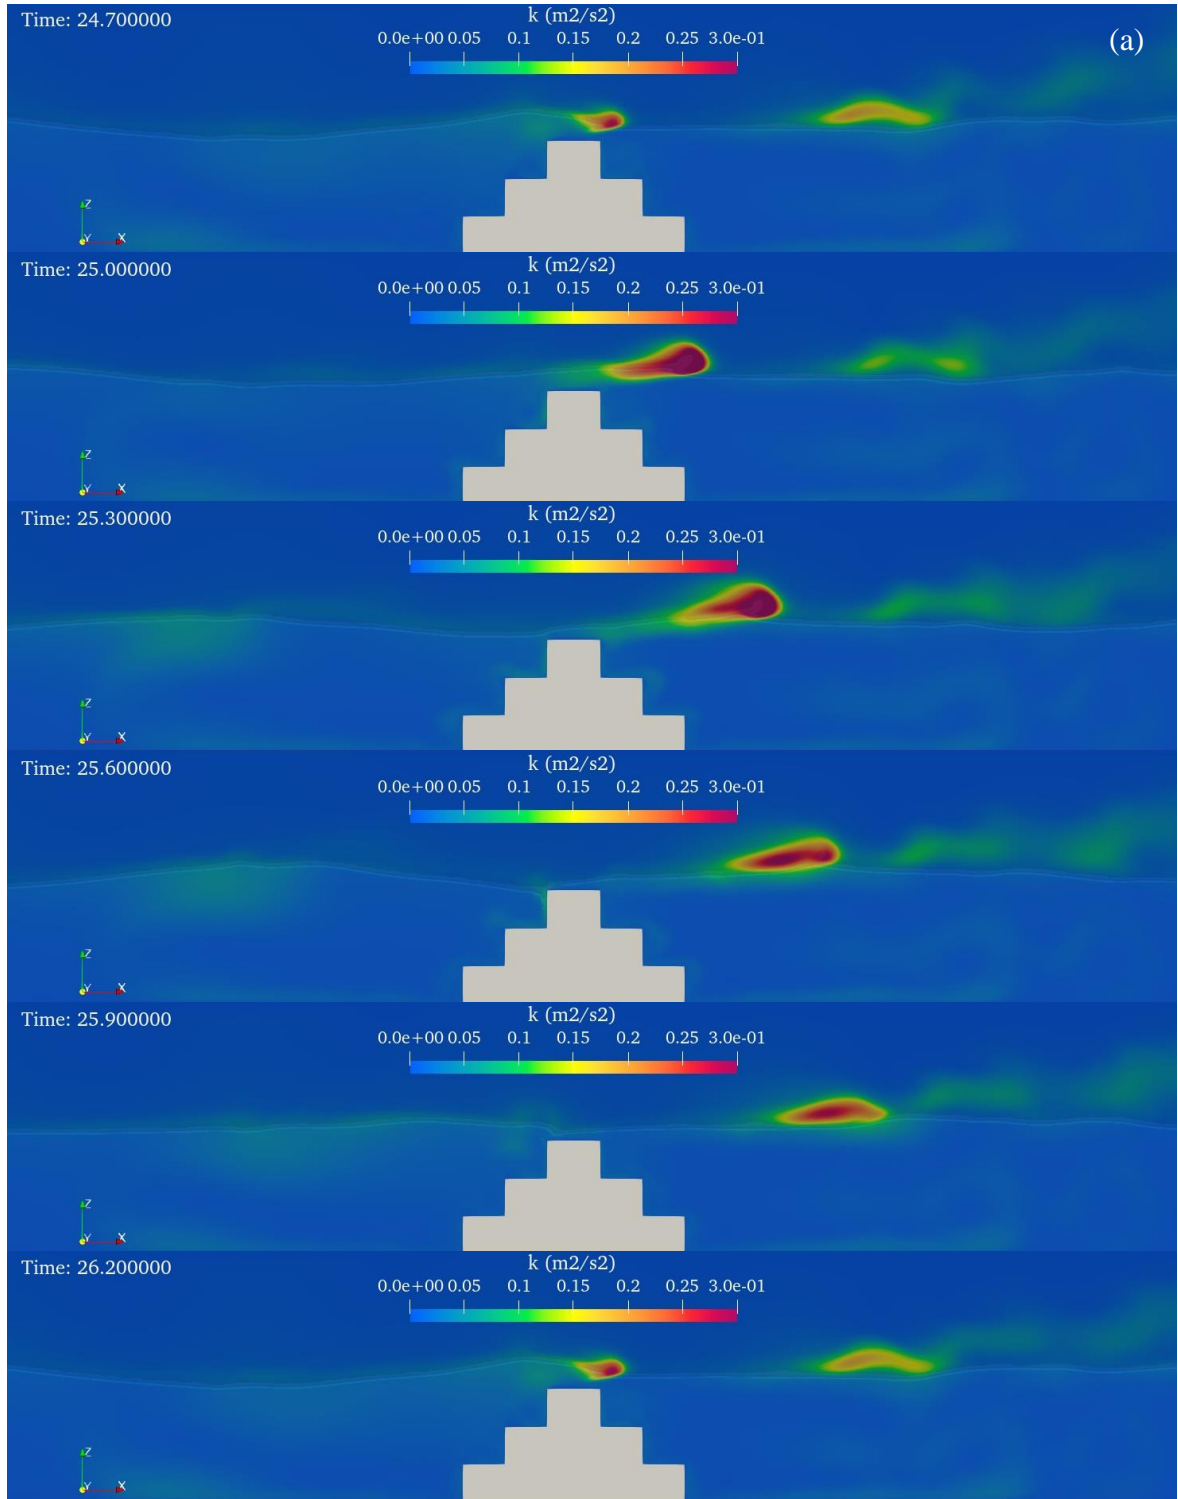 Time: 24.700000
k (m2/s2)
(a)
0.0e+00 0.05 0.1 0.15 0.2 0.25 3.0e-01
Z
Y X
Time: 25.000000
k (m2/s2)
0.0e+00 0.05 0.1 0.15 0.2 0.25 3.0e-01
Z
Y X
Time: 25.300000
k (m2/s2)
0.0e+00 0.05 0.1 0.15 0.2 0.25 3.0e-01
Z
Y X
Time: 25.600000
k (m2/s2)
0.0e+00 0.05 0.1 0.15 0.2 0.25 3.0e-01
Z
Y X
Time: 25.900000
k (m2/s2)
0.0e+00 0.05 0.1 0.15 0.2 0.25 3.0e-01
Z
Y X
Time: 26.200000
k (m2/s2)
0.0e+00 0.05 0.1 0.15 0.2 0.25 3.0e-01
Z
Y X